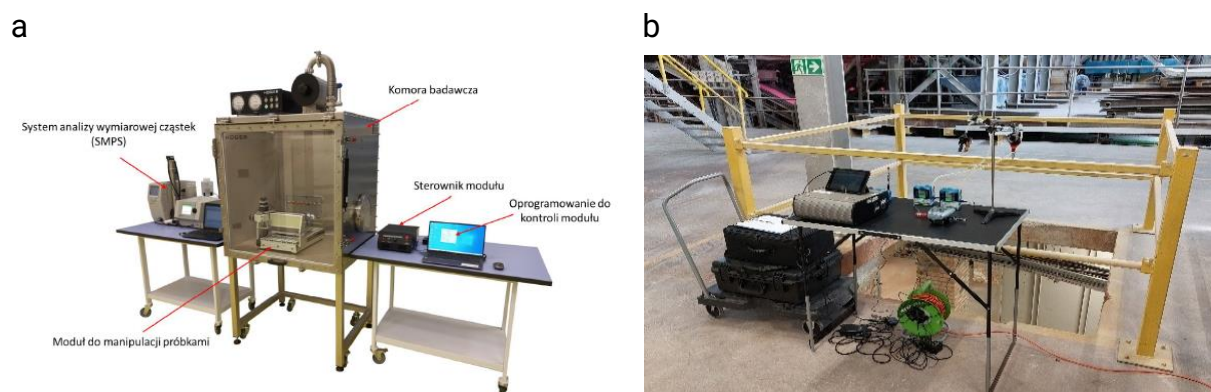 a
b
Komora badawcza
System analizy wymiarowej cząstek
(SMPS)
Sterownik modułu
Oprogramowanie do
kontroli modułu
Moduł do manipulacji próbkami